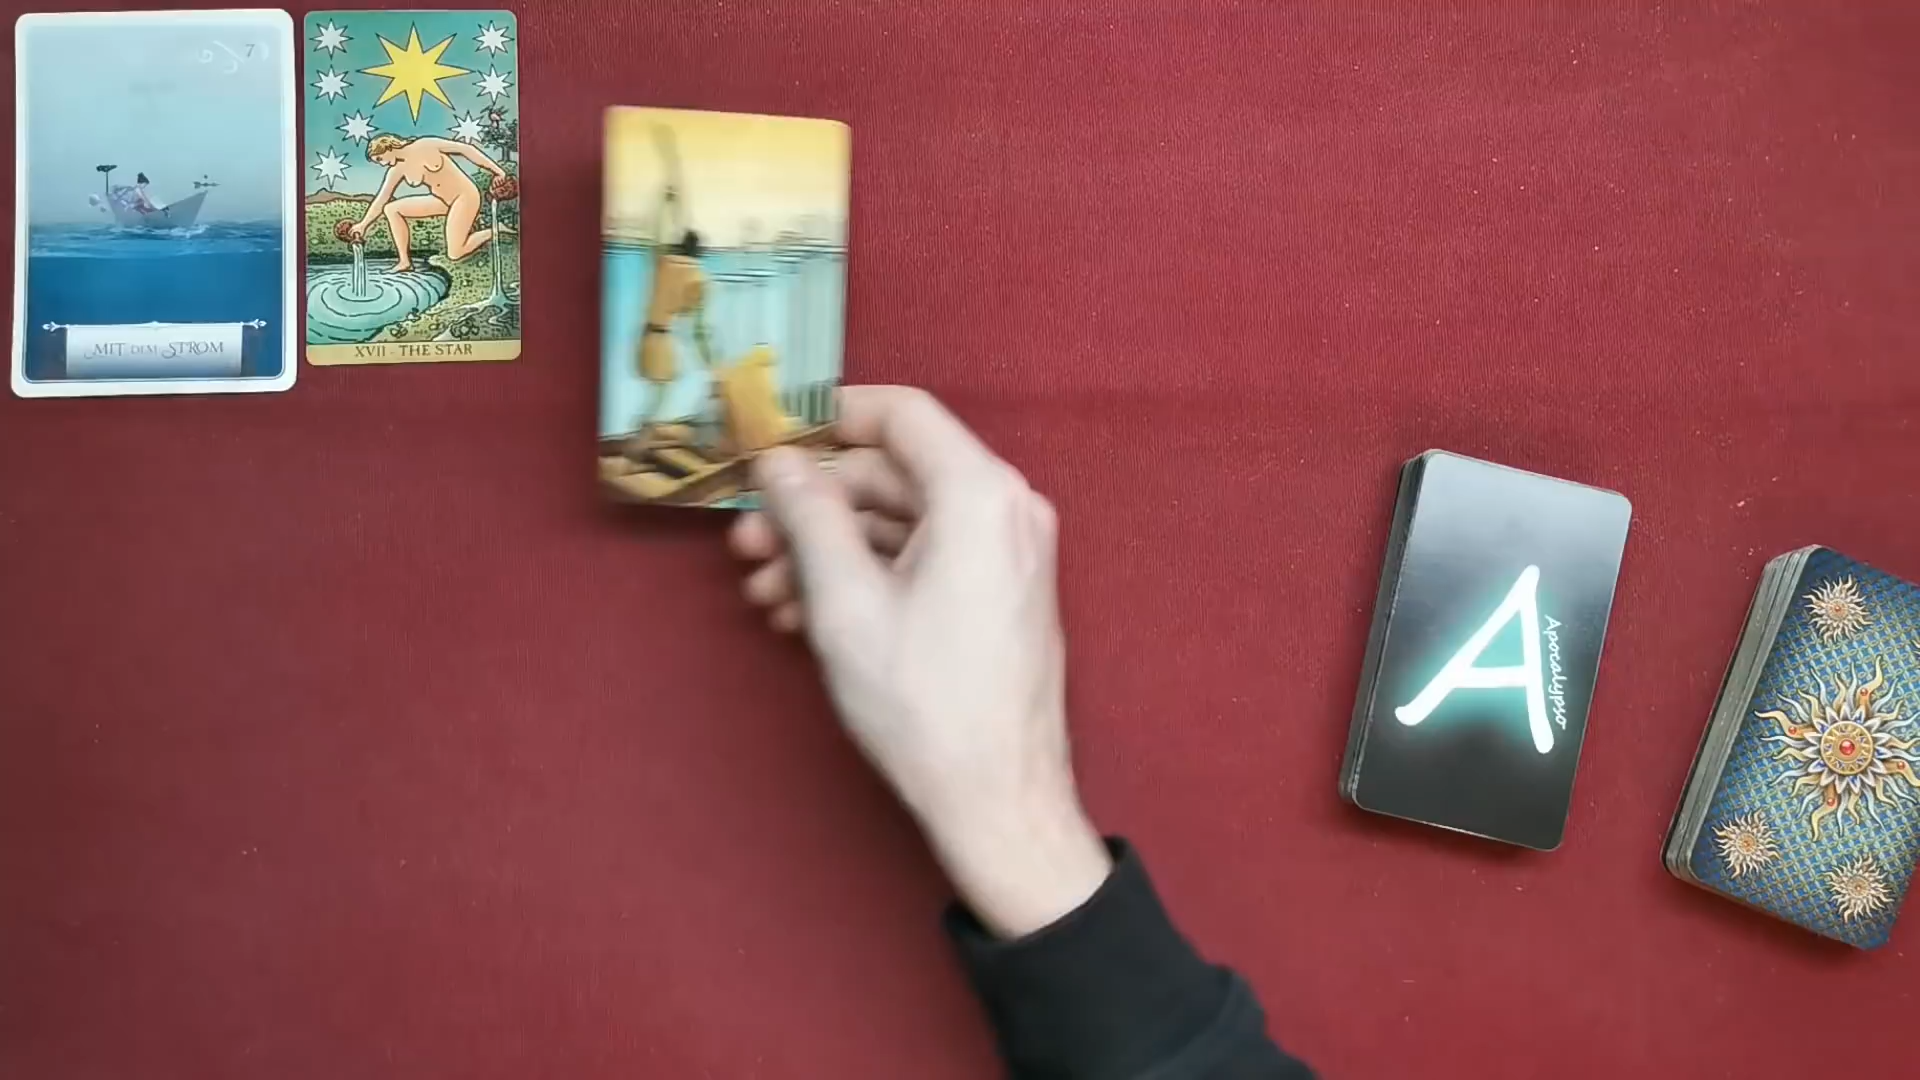 7
MIT DEM STROM
XVII - THE STAR
A
Apocalypso